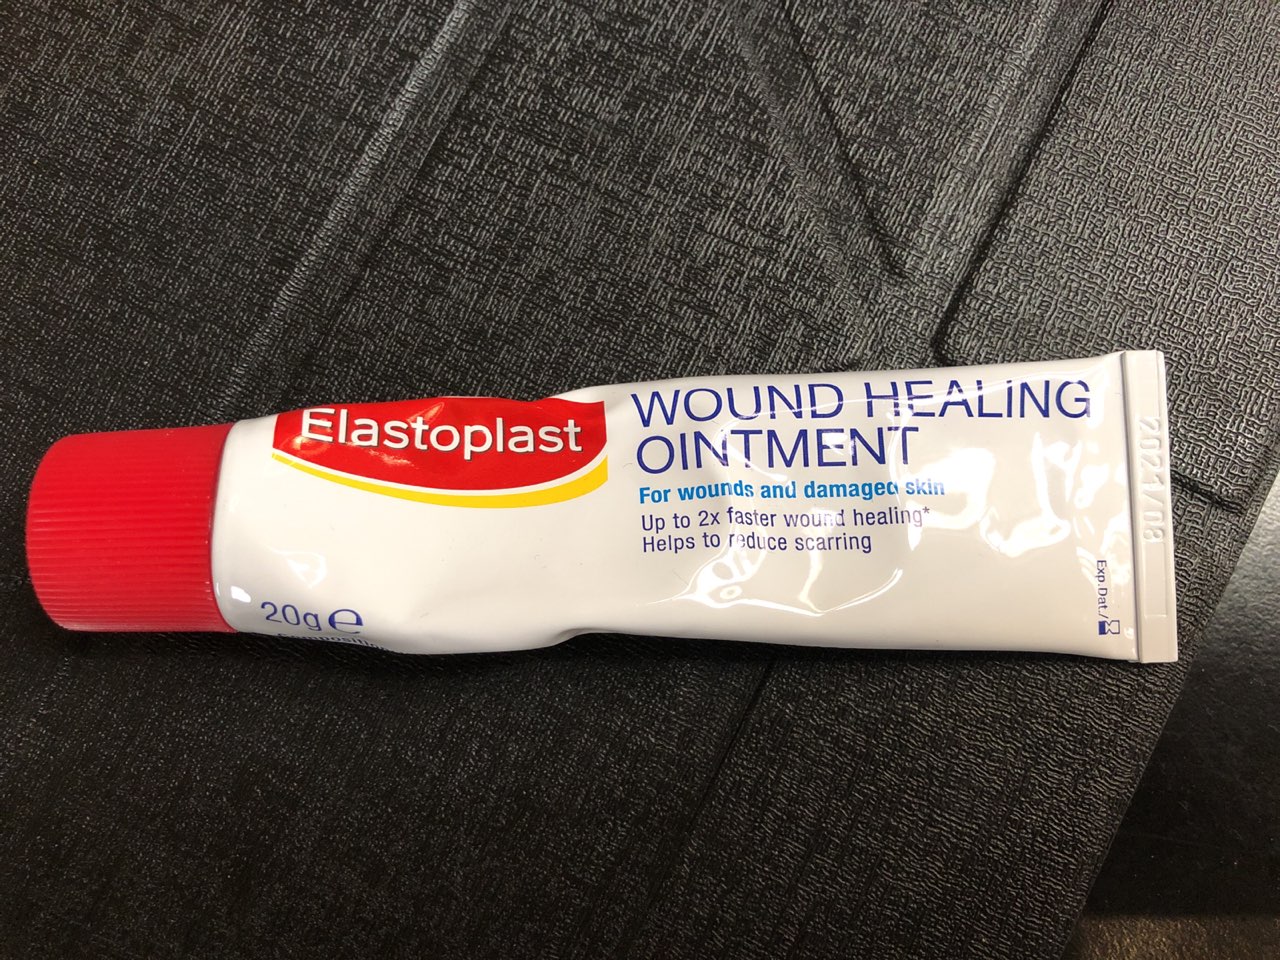 Elastoplast
WOUND HEALING
OINTMENT
For wounds and damaged skin
Up to 2x faster wound healing*
Helps to reduce scarring
20g e
Exp.Dat./
2021/08